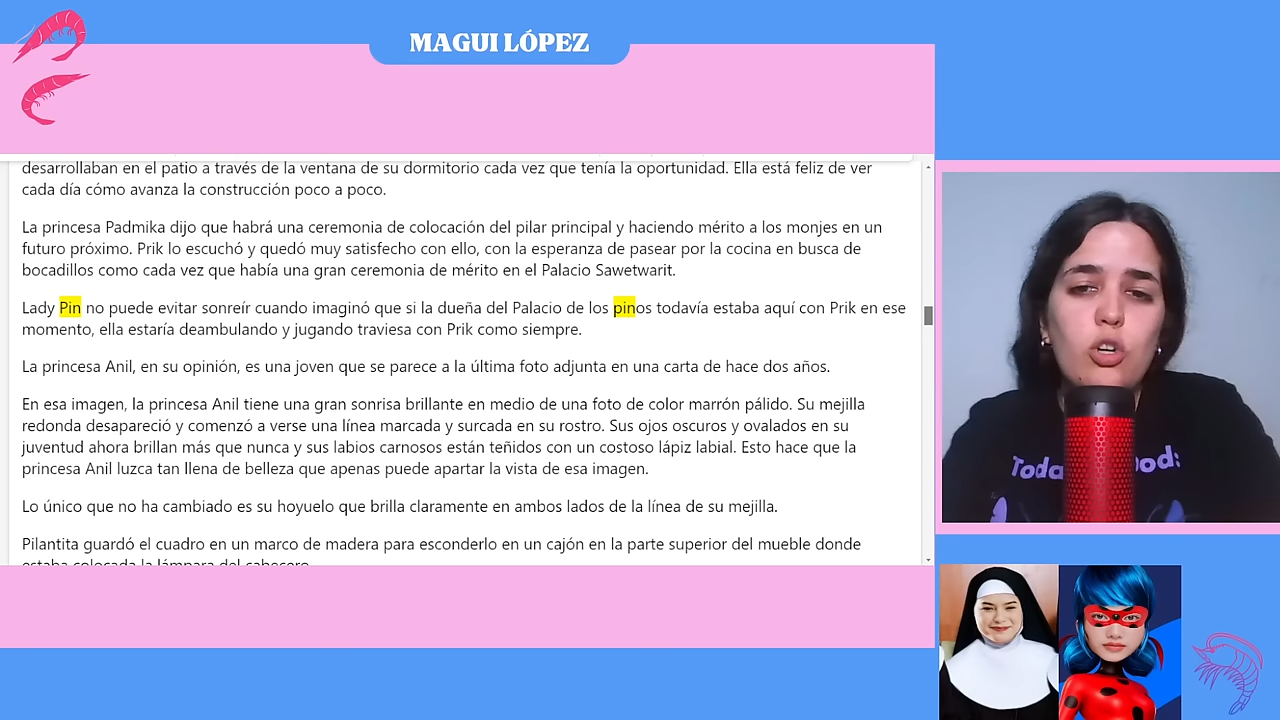 MAGUI LÓPEZ
desarrollaban en el patio a través de la ventana de su dormitorio cada vez que tenía la oportunidad. Ella está feliz de ver
cada día cómo avanza la construcción poco a poco.
La princesa Padmika dijo que habrá una ceremonia de colocación del pilar principal y haciendo mérito a los monjes en un
futuro próximo. Prik lo escuchó y quedó muy satisfecho con ello, con la esperanza de pasear por la cocina en busca de
bocadillos como cada vez que había una gran ceremonia de mérito en el Palacio Sawetwarit.
Lady Pin no puede evitar sonreír cuando imaginó que si la dueña del Palacio de los pinos todavía estaba aquí con Prik en ese
momento, ella estaría deambulando y jugando traviesa con Prik como siempre.
La princesa Anil, en su opinión, es una joven que se parece a la última foto adjunta en una carta de hace dos años.
En esa imagen, la princesa Anil tiene una gran sonrisa brillante en medio de una foto de color marrón pálido. Su mejilla
redonda desapareció y comenzó a verse una línea marcada y surcada en su rostro. Sus ojos oscuros y ovalados en su
juventud ahora brillan más que nunca y sus labios carnosos están teñidos con un costoso lápiz labial. Esto hace que la
princesa Anil luzca tan llena de belleza que apenas puede apartar la vista de esa imagen.
Lo único que no ha cambiado es su hoyuelo que brilla claramente en ambos lados de la línea de su mejilla.
Pilantita guardó el cuadro en un marco de madera para esconderlo en un cajón en la parte superior del mueble donde
estaba colocada la lámpara del cabecero.